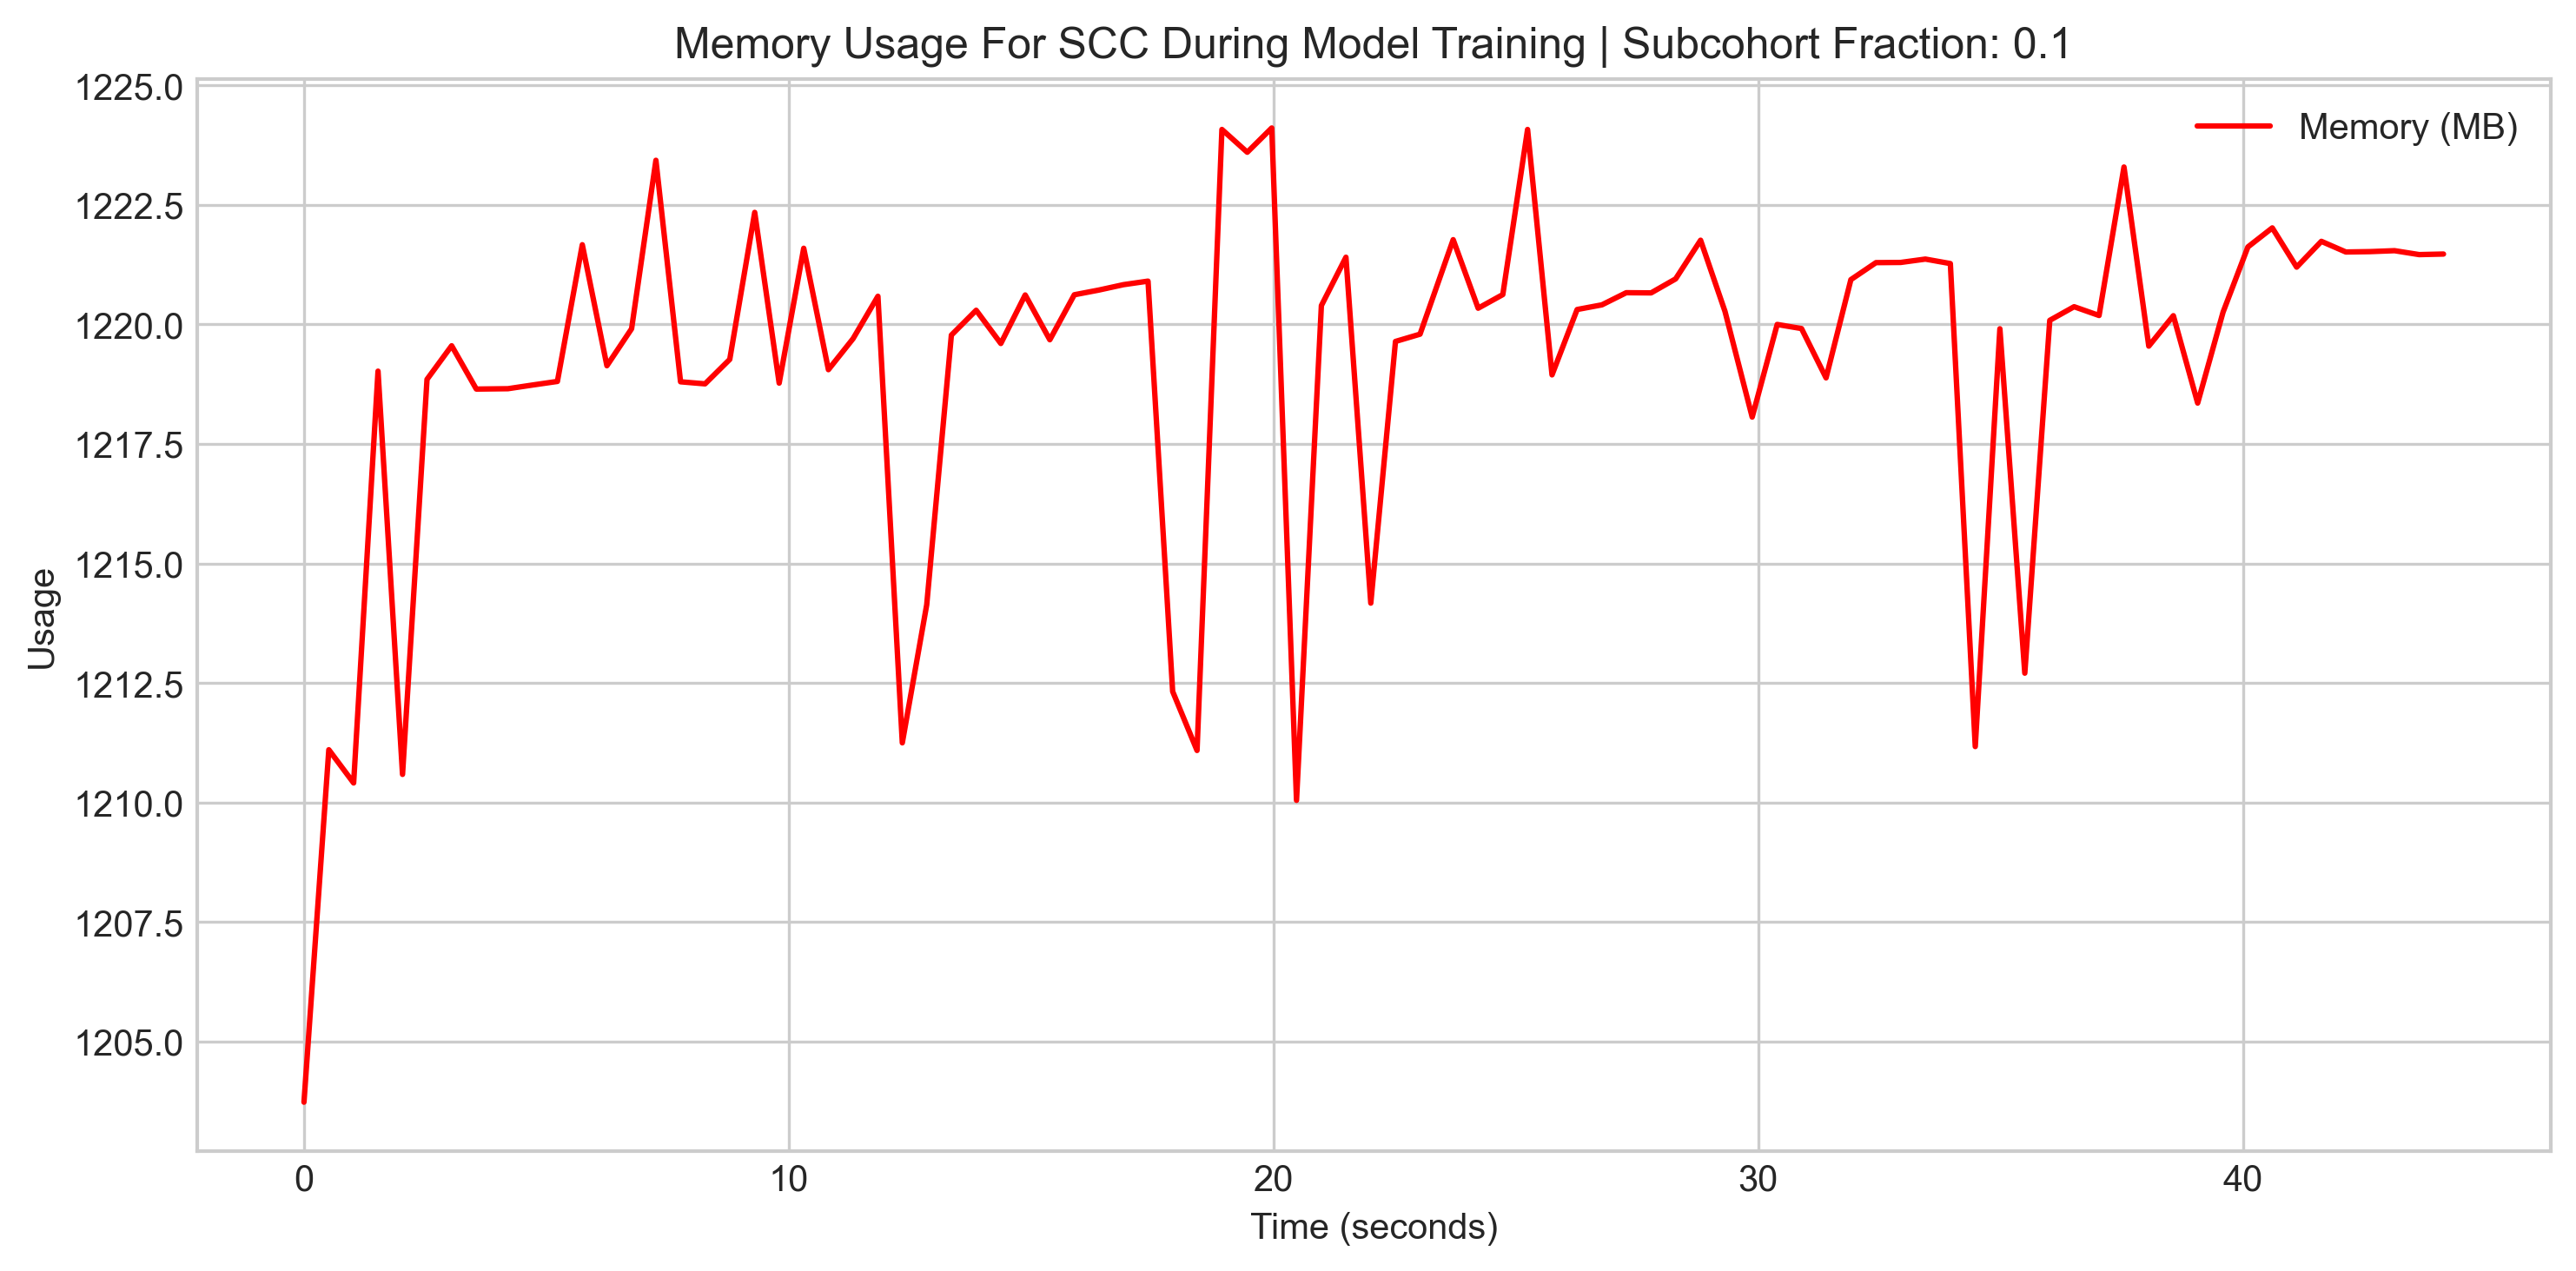 Memory Usage For SCC During Model Training | Subcohort Fraction: 0.1
Memory (MB)
Usage
1225.0
1222.5
1220.0
1217.5
1215.0
1212.5
1210.0
1207.5
1205.0
0 10 20 30 40
Time (seconds)